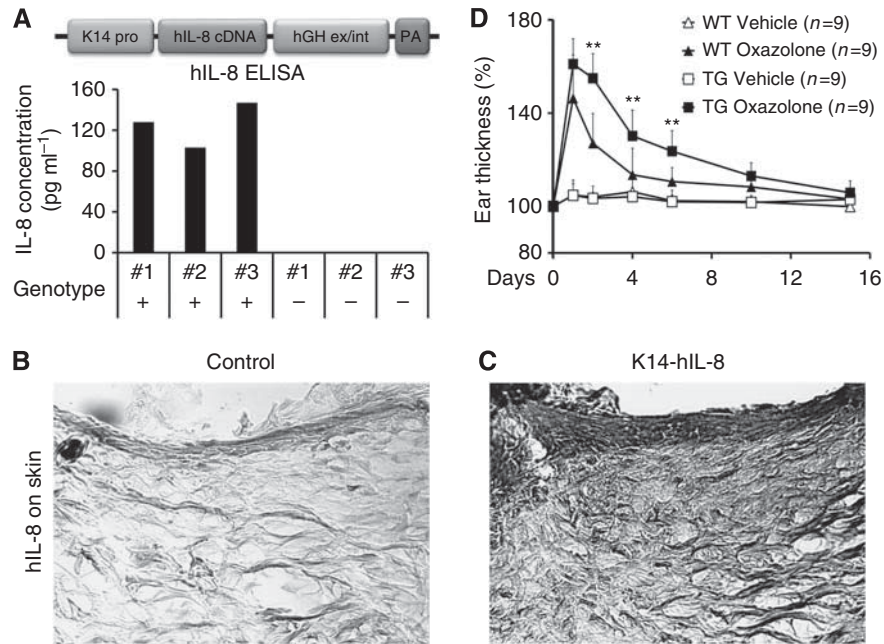 A
K14 pro hIL-8 cDNA hGH ex/int PA
hIL-8 ELISA
IL-8 concentration
(pg ml–1)
160
120
80
40
0
Genotype
#1 #2 #3 #1 #2 #3
+ + + – – –
D
Ear thickness (%)
180
140
100
80
** ** **
WT Vehicle (n=9)
WT Oxazolone (n=9)
TG Vehicle (n=9)
TG Oxazolone (n=9)
Days 0 4 8 12 16
B
Control
hIL-8 on skin
C
K14-hIL-8